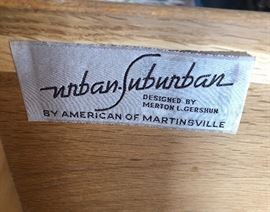 urban.Suburban
DESIGNED BY
MERTON L. GERSHUN
BY AMERICAN OF MARTINSVILLE